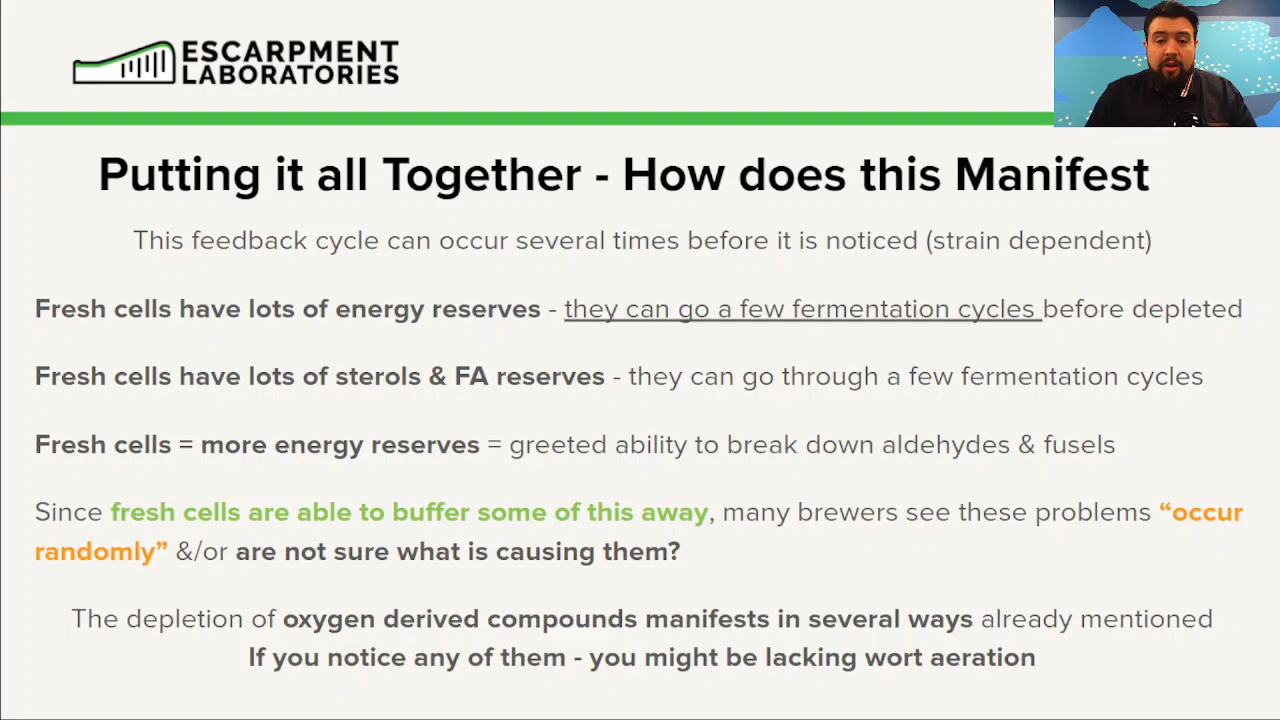 ESCARPMENT
LABORATORIES
Putting it all Together - How does this Manifest
This feedback cycle can occur several times before it is noticed (strain dependent)
Fresh cells have lots of energy reserves - they can go a few fermentation cycles before depleted
Fresh cells have lots of sterols & FA reserves - they can go through a few fermentation cycles
Fresh cells = more energy reserves = greeted ability to break down aldehydes & fusels
Since fresh cells are able to buffer some of this away, many brewers see these problems “occur
randomly” &/or are not sure what is causing them?
The depletion of oxygen derived compounds manifests in several ways already mentioned
If you notice any of them - you might be lacking wort aeration